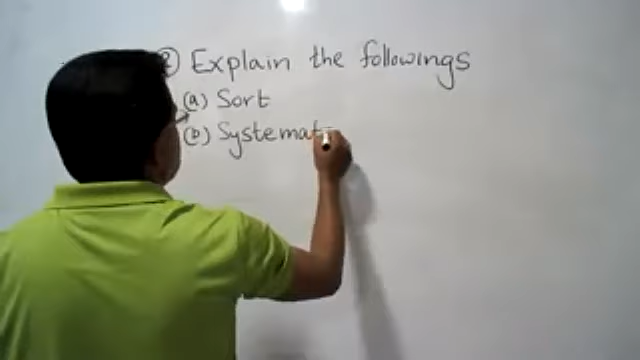 ② Explain the followings
(a) Sort
(b) Systemat